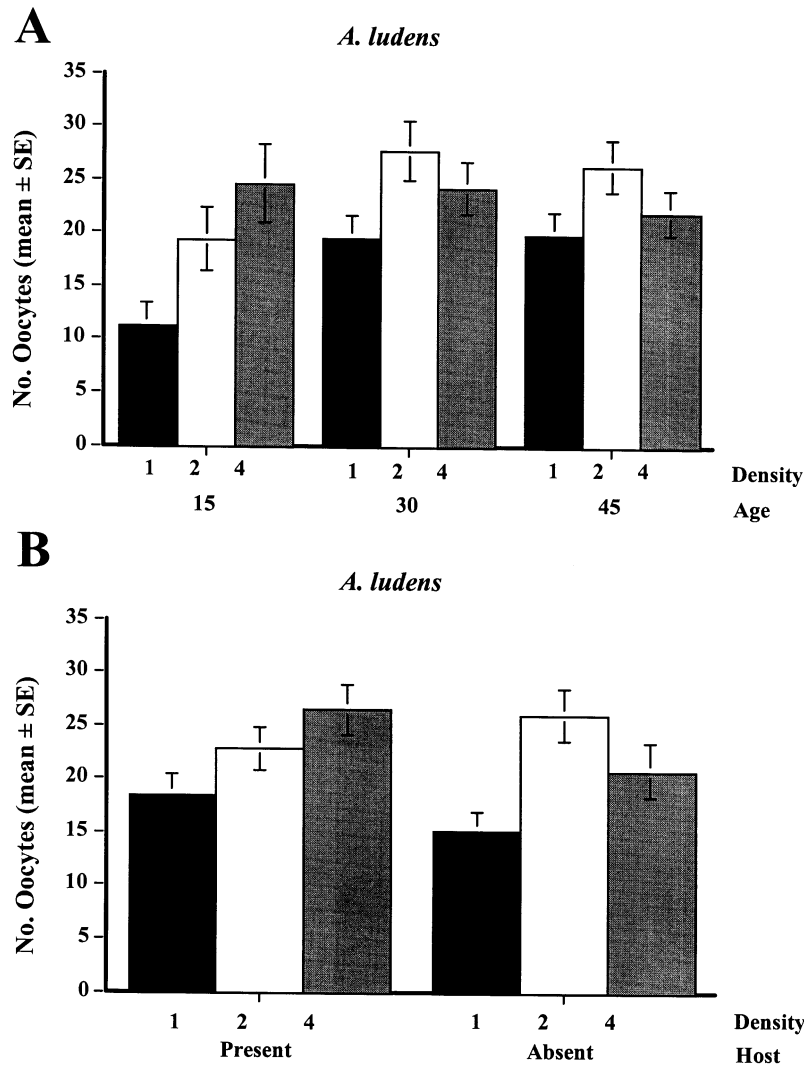 A
A. ludens
No. Oocytes (mean ± SE)
35
30
25
20
15
10
5
0
1 2 4 1 2 4 1 2 4 Density
15 30 45 Age
B
A. ludens
No. Oocytes (mean ± SE)
35
30
25
20
15
10
5
0
1 2 4 1 2 4 Density
Present Absent Host